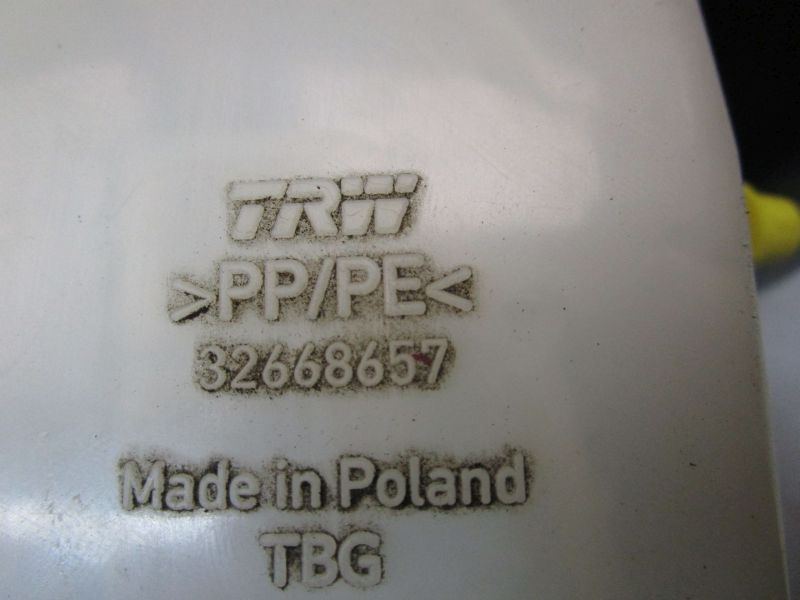 TRW
>PP/PE<
32668657
Made in Poland
TBG